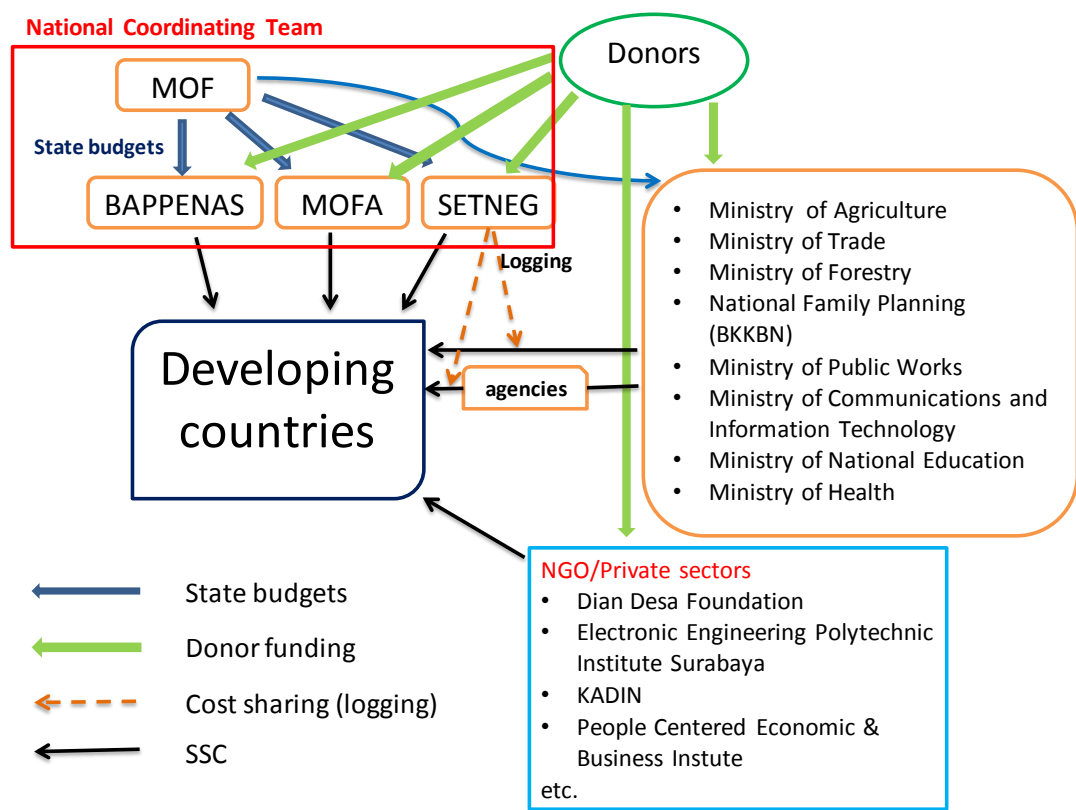 National Coordinating Team
Donors
MOF
State budgets
BAPPENAS
MOFA
SETNEG
Logging
• Ministry of Agriculture
• Ministry of Trade
• Ministry of Forestry
• National Family Planning
(BKKBN)
• Ministry of Public Works
• Ministry of Communications and
Information Technology
• Ministry of National Education
• Ministry of Health
Developing
countries
agencies
NGO/Private sectors
• Dian Desa Foundation
• Electronic Engineering Polytechnic
Institute Surabaya
• KADIN
• People Centered Economic &
Business Instute
etc.
State budgets
Donor funding
Cost sharing (logging)
SSC